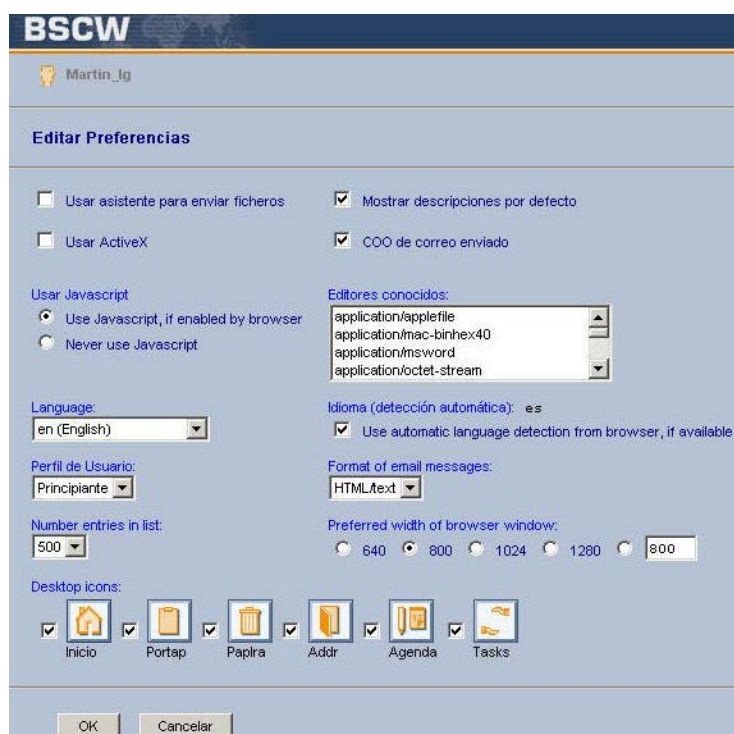 BSCW
Martin_Ig
Editar Preferencias
Usar asistente para enviar ficheros
Mostrar descripciones por defecto
Usar ActiveX
COO de correo enviado
Usar Javascript
Use Javascript, if enabled by browser
Never use Javascript
Editores conocidos:
application/applefile
application/mac-binhex40
application/msword
application/octet-stream
Language:
en (English)
Idioma (detección automática): es
Use automatic language detection from browser, if available
Perfil de Usuario:
Principiante
Format of email messages:
HTML/text
Number entries in list:
500
Preferred width of browser window:
640 800 1024 1280 800
Desktop icons:
Inicio Portap Paplra Addr Agenda Tasks
OK Cancelar